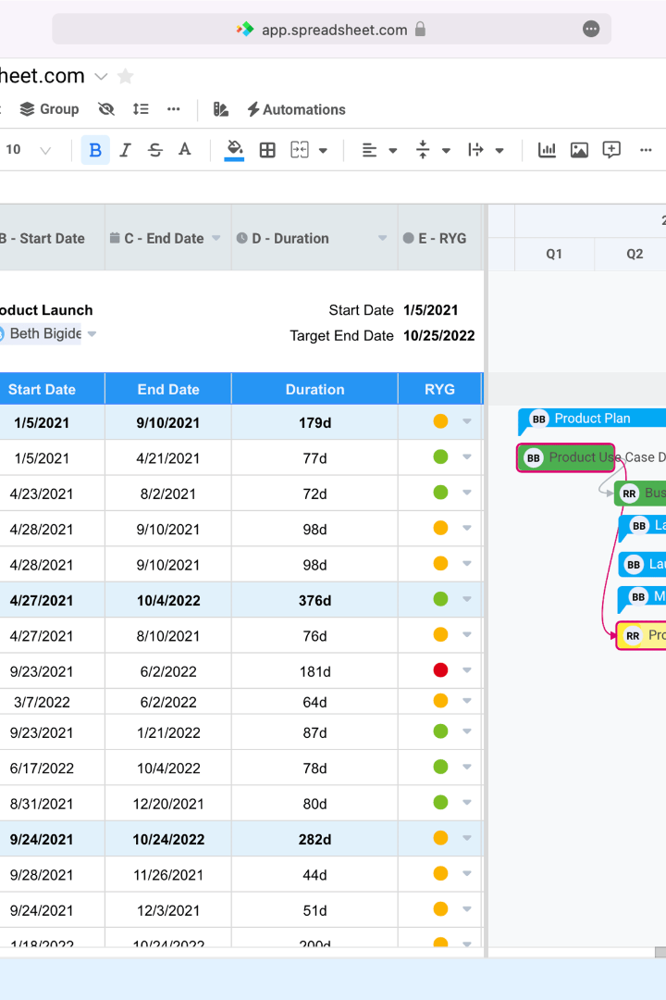 app.spreadsheet.com
heet.com
Group
Automations
10 B I S A
B - Start Date C - End Date D - Duration E - RYG
Q1 Q2
oduct Launch Start Date 1/5/2021
Beth Bigide Target End Date 10/25/2022
Start Date End Date Duration RYG
1/5/2021 9/10/2021 179d BB Product Plan
1/5/2021 4/21/2021 77d BB Product Use Case D
4/23/2021 8/2/2021 72d RR Bus
4/28/2021 9/10/2021 98d BB La
4/28/2021 9/10/2021 98d BB Lau
4/27/2021 10/4/2022 376d BB M
4/27/2021 8/10/2021 76d RR Pro
9/23/2021 6/2/2022 181d
3/7/2022 6/2/2022 64d
9/23/2021 1/21/2022 87d
6/17/2022 10/4/2022 78d
8/31/2021 12/20/2021 80d
9/24/2021 10/24/2022 282d
9/28/2021 11/26/2021 44d
9/24/2021 12/3/2021 51d
1/18/2022 10/24/2022 200d